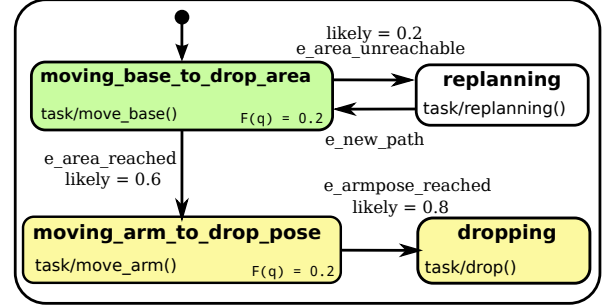 likely = 0.2
e_area_unreachable
moving_base_to_drop_area
task/move_base()
F(q) = 0.2
replanning
task/replanning()
e_new_path
e_area_reached
likely = 0.6
e_armpose_reached
likely = 0.8
moving_arm_to_drop_pose
task/move_arm()
F(q) = 0.2
dropping
task/drop()